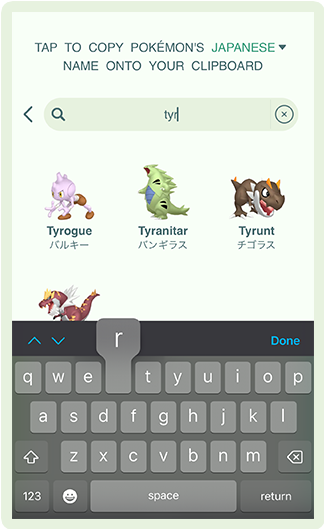 TAP TO COPY POKÉMON'S JAPANESE
NAME ONTO YOUR CLIPBOARD
tyr
Tyrogue Tyranitar Tyrunt
バルキー バンギラス チゴラス
Done
r
q w e t y u i o p
a s d f g h j k l
z x c v b n m
123 space return